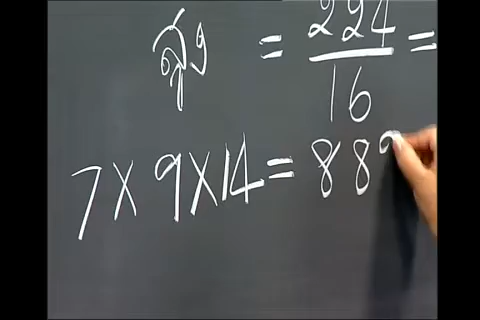 สูง = 224/16 =
7 x 9 x 14 = 88